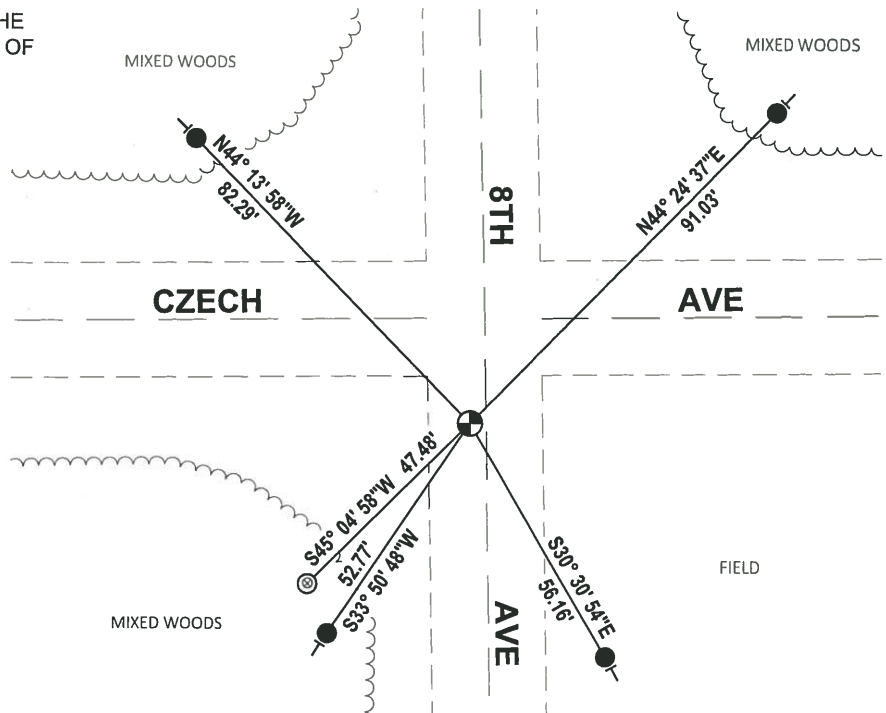 HE
OF
MIXED WOODS
MIXED WOODS
N44° 13' 58"W
82.29'
8TH
N44° 24' 37"E
91.03'
CZECH
AVE
S45° 04' 58"W 47.48'
52.77'
S33° 50' 48"W
S30° 30' 54"E
56.16'
FIELD
MIXED WOODS
AVE